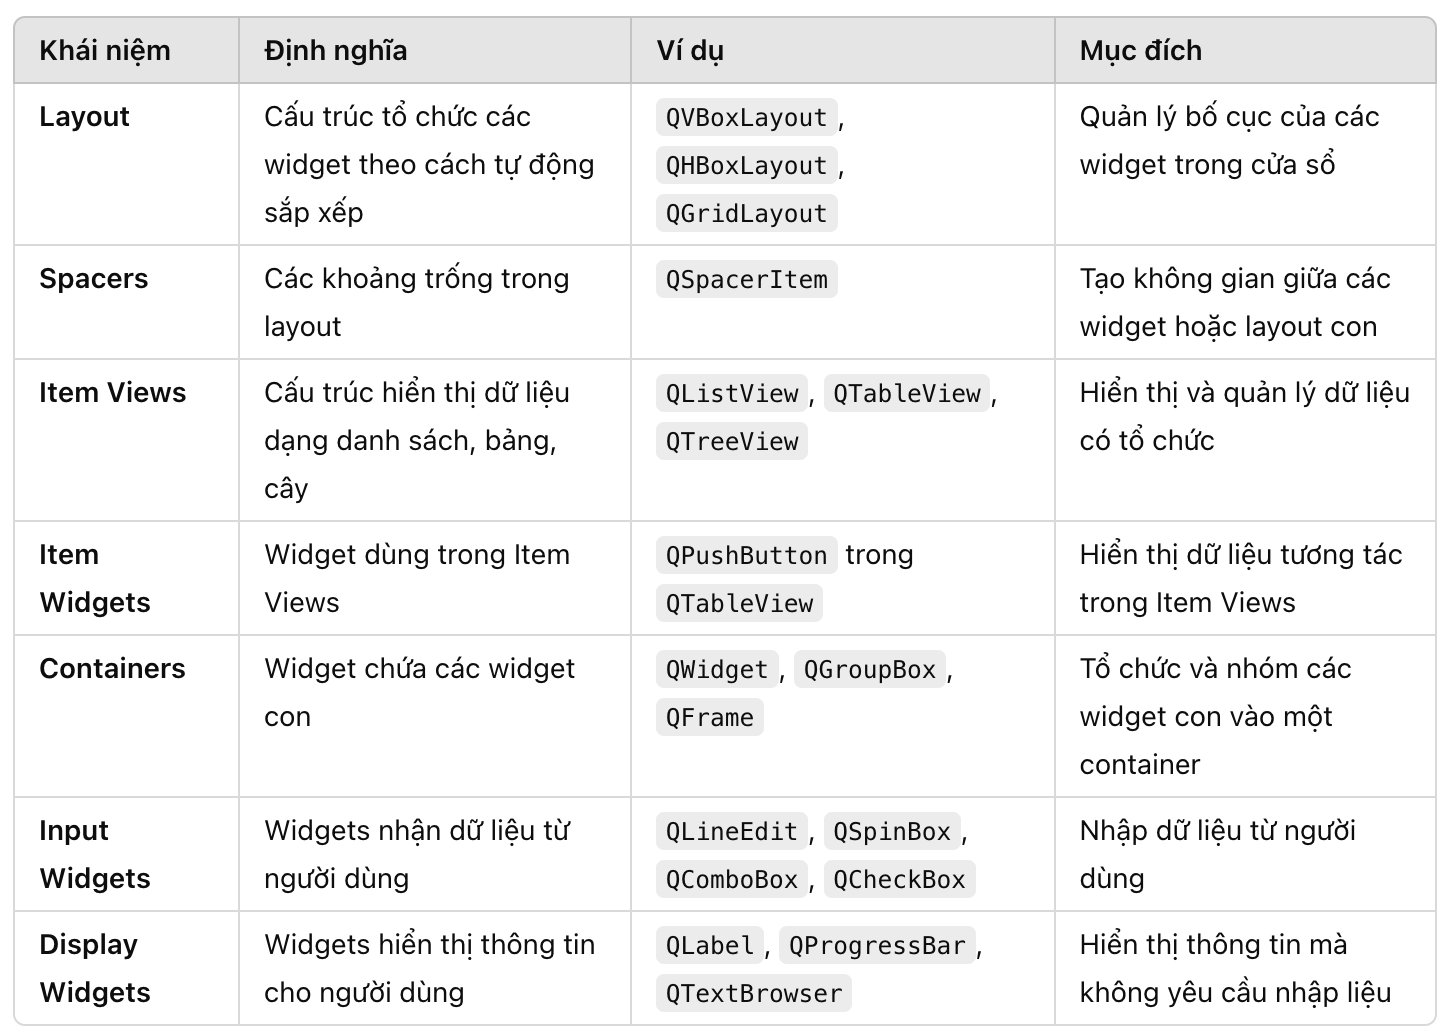 Khái niệm
Định nghĩa
Ví dụ
Mục đích
Layout
Cấu trúc tổ chức các
widget theo cách tự động
sắp xếp
QVBoxLayout,
QHBoxLayout,
QGridLayout
Quản lý bố cục của các
widget trong cửa sổ
Spacers
Các khoảng trống trong
layout
QSpacerItem
Tạo không gian giữa các
widget hoặc layout con
Item Views
Cấu trúc hiển thị dữ liệu
dạng danh sách, bảng,
cây
QListView, QTableView,
QTreeView
Hiển thị và quản lý dữ liệu
có tổ chức
Item
Widgets
Widget dùng trong Item
Views
QPushButton trong
QTableView
Hiển thị dữ liệu tương tác
trong Item Views
Containers
Widget chứa các widget
con
QWidget, QGroupBox,
QFrame
Tổ chức và nhóm các
widget con vào một
container
Input
Widgets
Widgets nhận dữ liệu từ
người dùng
QLineEdit, QSpinBox,
QComboBox, QCheckBox
Nhập dữ liệu từ người
dùng
Display
Widgets
Widgets hiển thị thông tin
cho người dùng
QLabel, QProgressBar,
QTextBrowser
Hiển thị thông tin mà
không yêu cầu nhập liệu